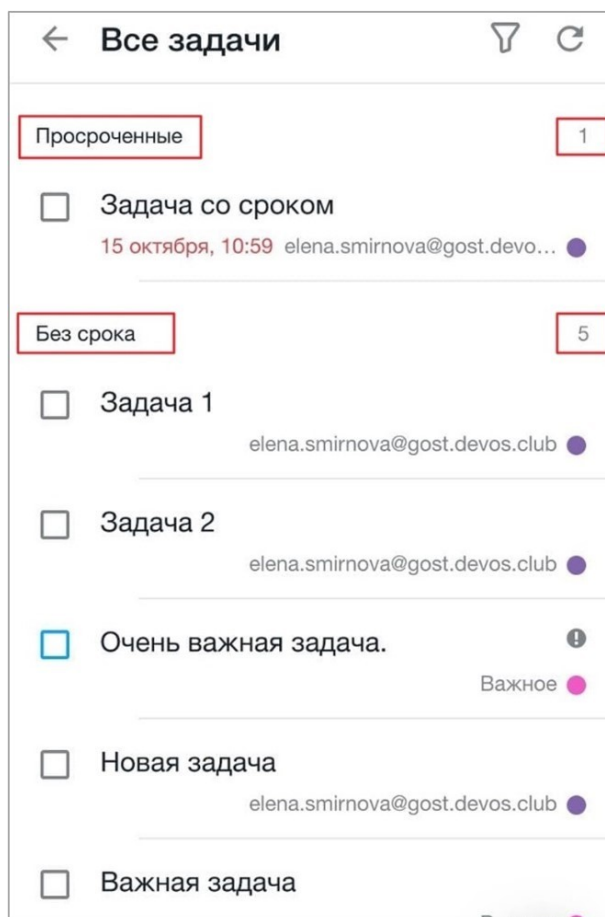 Все задачи
Просроченные 1
Задача со сроком
15 октября, 10:59 elena.smirnova@gost.devo...
Без срока 5
Задача 1
elena.smirnova@gost.devos.club
Задача 2
elena.smirnova@gost.devos.club
Очень важная задача.
Важное
Новая задача
elena.smirnova@gost.devos.club
Важная задача